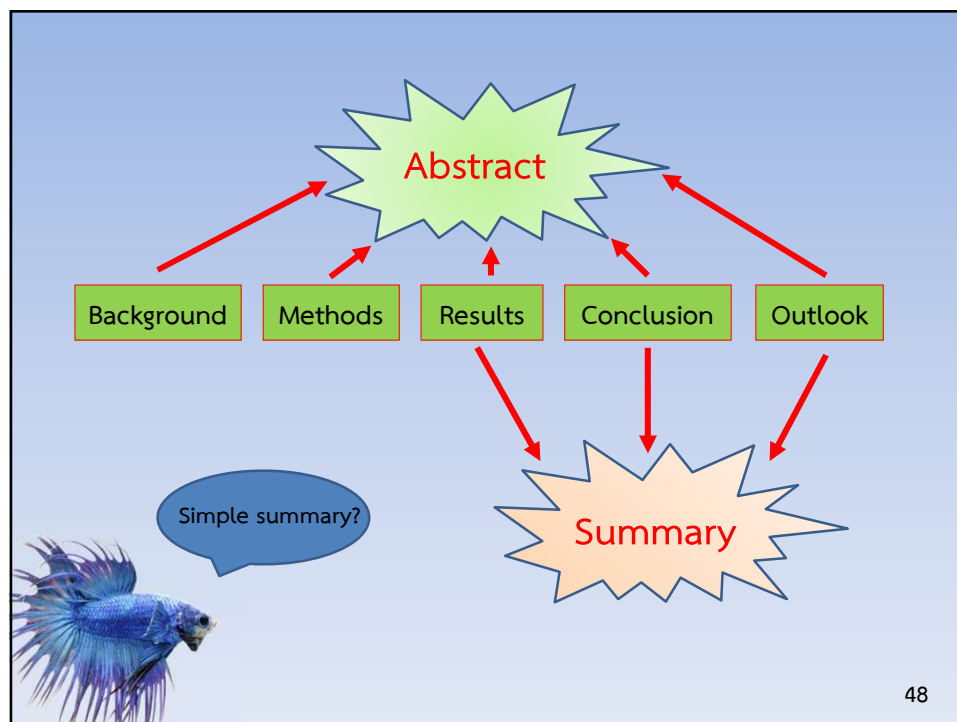 Abstract
Background
Methods
Results
Conclusion
Outlook
Simple summary?
Summary
48